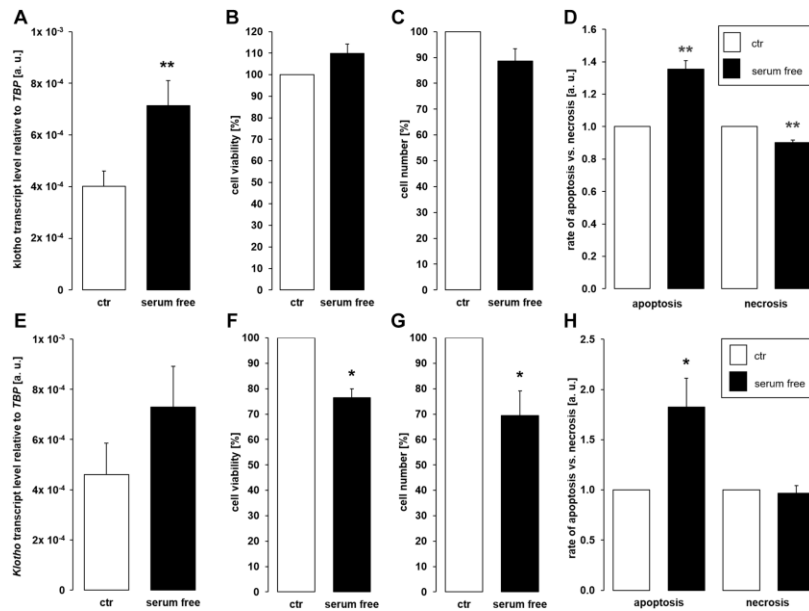 A
klotho transcript level relative to TBP [a. u.]
1x 10-3
8x 10-4
6x 10-4
4x 10-4
2x 10-4
0
**
ctr
serum free
B
cell viability [%]
120
110
100
90
80
70
60
50
40
30
20
10
0
ctr
serum free
C
cell number [%]
100
90
80
70
60
50
40
30
20
10
0
ctr
serum free
D
rate of apoptosis vs. necrosis [a. u.]
1.6
1.4
1.2
1.0
0.8
0.6
0.4
0.2
0.0
**
**
ctr
serum free
apoptosis
necrosis
E
Klotho transcript level relative to TBP [a. u.]
1x 10-3
8x 10-4
6x 10-4
4x 10-4
2x 10-4
0
ctr
serum free
F
cell viability [%]
100
90
80
70
60
50
40
30
20
10
0
*
ctr
serum free
G
cell number [%]
100
90
80
70
60
50
40
30
20
10
0
*
ctr
serum free
H
rate of apoptosis vs. necrosis [a. u.]
2.5
2.0
1.5
1.0
0.5
0.0
*
ctr
serum free
apoptosis
necrosis